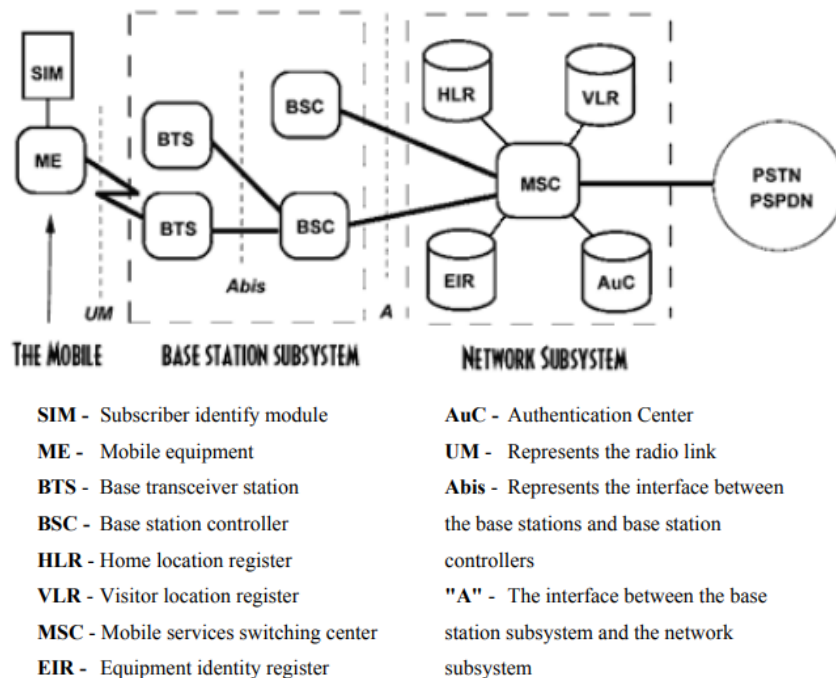 SIM
ME
BTS
BTS
BSC
BSC
HLR
VLR
MSC
EIR
AuC
PSTN
PSPDN
UM
Abis
A
THE MOBILE
BASE STATION SUBSYSTEM
NETWORK SUBSYSTEM
SIM - Subscriber identify module
ME - Mobile equipment
BTS - Base transceiver station
BSC - Base station controller
HLR - Home location register
VLR - Visitor location register
MSC - Mobile services switching center
EIR - Equipment identity register
AuC - Authentication Center
UM - Represents the radio link
Abis - Represents the interface between
the base stations and base station
controllers
"A" - The interface between the base
station subsystem and the network
subsystem